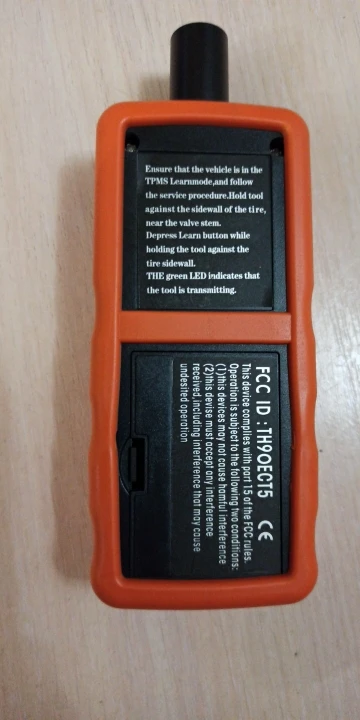 Ensure that the vehicle is in the
TPMS Learnmode,and follow
the service procedure.Hold tool
against the sidewall of the tire,
near the valve stem.
Depress Learn button while
holding the tool against the
tire sidewall.
THE green LED indicates that
the tool is transmitting.
FCC ID : TH9OECT5 CE
This device complies with part 15 of the FCC rules.
Operation is subject to the following two conditions:
(1)this devices may not cause hamful interference
(2)this devise must accept any interference
received,including interference that may cause
undesited operation